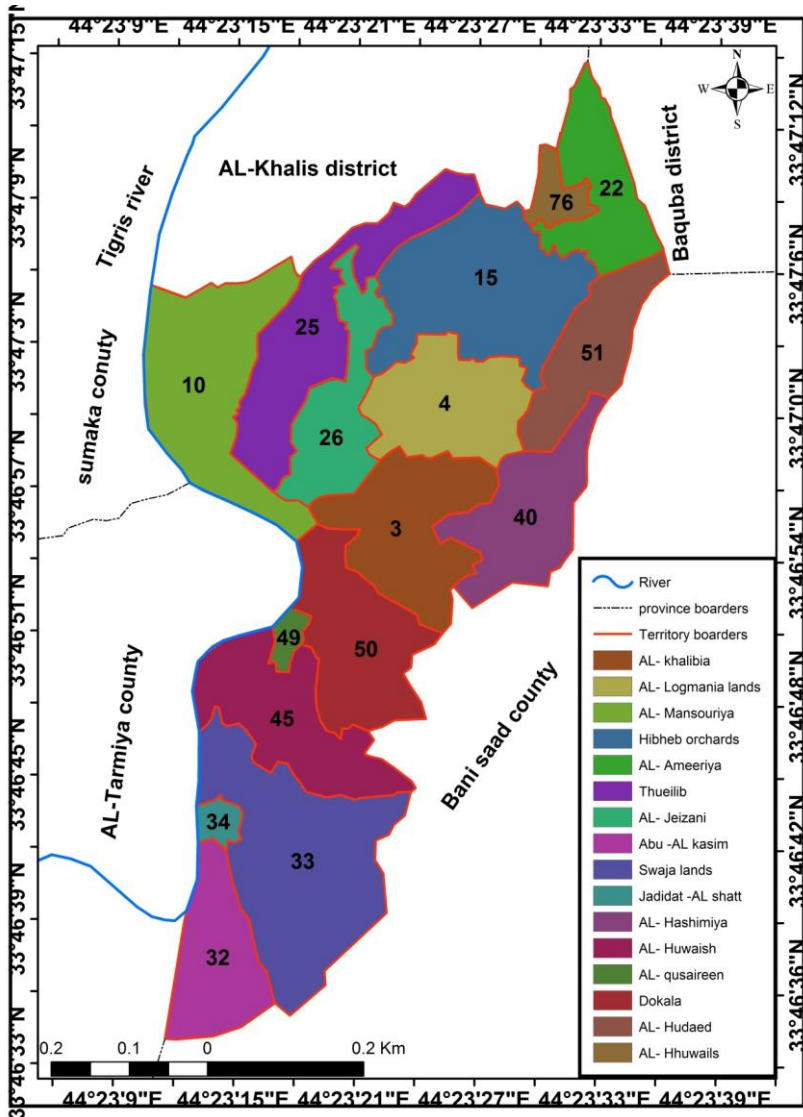 44°23'9"E 44°23'15"E 44°23'21"E 44°23'27"E 44°23'33"E 44°23'39"E
33°47'15"N
33°47'9"N
33°47'3"N
33°46'57"N
33°46'51"N
33°46'45"N
33°46'39"N
33°46'33"N
33°47'12"N
33°47'6"N
33°47'0"N
33°46'54"N
33°46'48"N
33°46'42"N
33°46'36"N
N
W E
S
AL-Khalis district
Baquba district
Tigris river
sumaka conuty
AL-Tarmiya county
Bani saad county
22
76
15
25
51
10
4
26
40
3
49
50
45
34
33
32
River
province boarders
Territory boarders
AL- khalibia
AL- Logmania lands
AL- Mansouriya
Hibheb orchards
AL- Ameeriya
Thueilib
AL- Jeizani
Abu -AL kasim
Swaja lands
Jadidat -AL shatt
AL- Hashimiya
AL- Huwaish
AL- qusaireen
Dokala
AL- Hudaed
AL- Hhuwails
0.2 0.1 0 0.2 Km
44°23'9"E 44°23'15"E 44°23'21"E 44°23'27"E 44°23'33"E 44°23'39"E